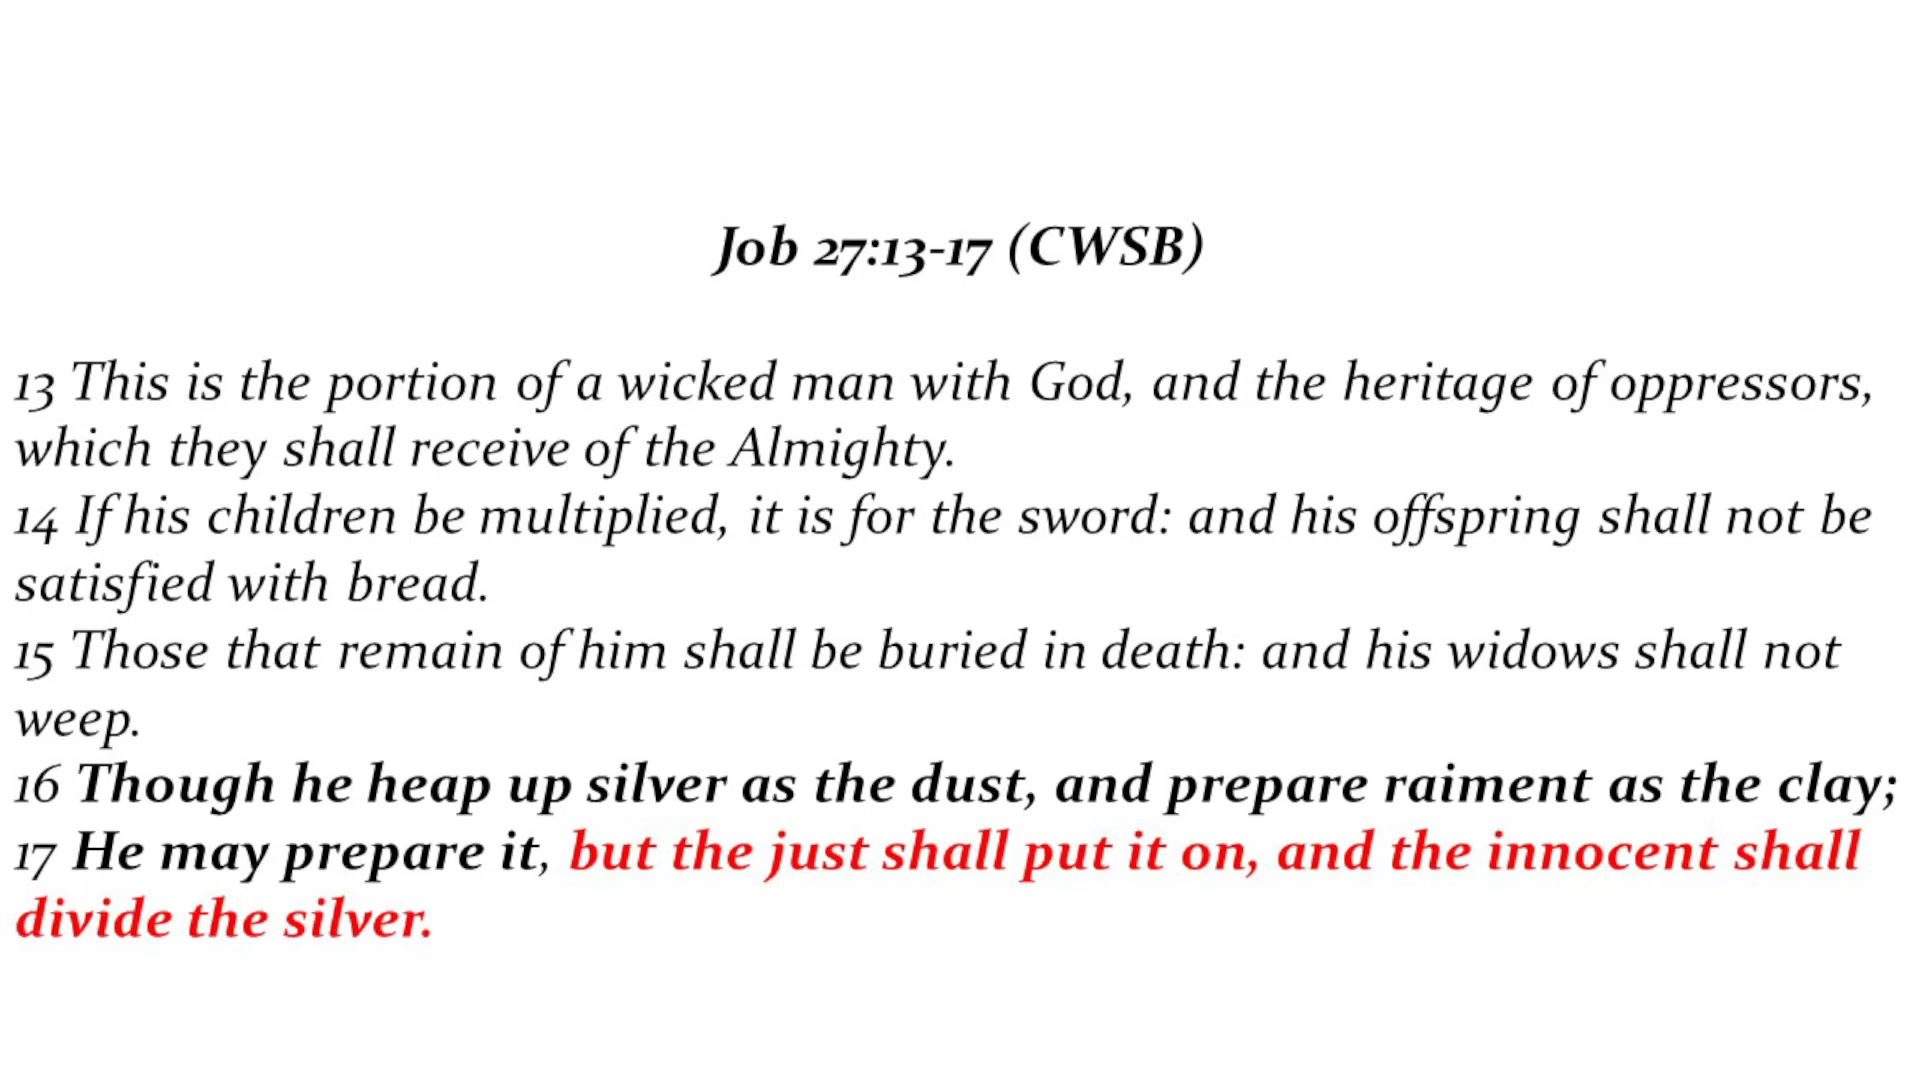 Job 27:13-17 (CWSB)
13 This is the portion of a wicked man with God, and the heritage of oppressors,
which they shall receive of the Almighty.
14 If his children be multiplied, it is for the sword: and his offspring shall not be
satisfied with bread.
15 Those that remain of him shall be buried in death: and his widows shall not
weep.
16 Though he heap up silver as the dust, and prepare raiment as the clay;
17 He may prepare it, but the just shall put it on, and the innocent shall
divide the silver.